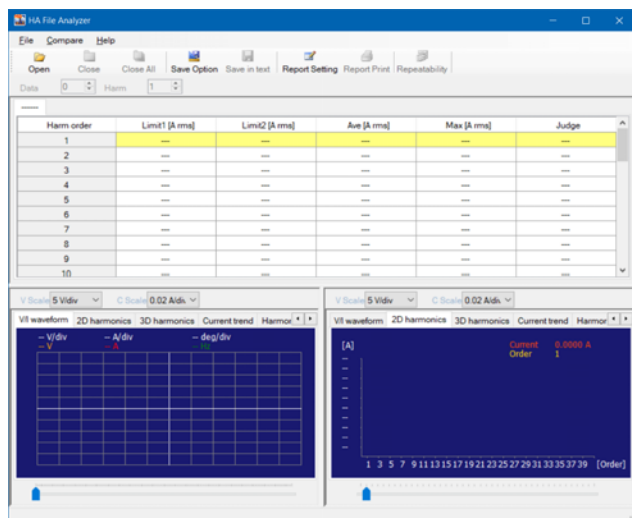 HA File Analyzer
File Compare Help
Open Close Close All Save Option Save in text Report Setting Report Print Repeatability
Data 0 Harm 1
---
Harm order Limit1 [A rms] Limit2 [A rms] Ave [A rms] Max [A rms] Judge
1 --- --- --- --- ---
2 --- --- --- --- ---
3 --- --- --- --- ---
4 --- --- --- --- ---
5 --- --- --- --- ---
6 --- --- --- --- ---
7 --- --- --- --- ---
8 --- --- --- --- ---
9 --- --- --- --- ---
10 --- --- --- --- ---
V Scale 5 V/div C Scale 0.02 A/div
V/I waveform 2D harmonics 3D harmonics Current trend Harmor
-- V/div -- A/div -- deg/div
-- V -- A -- Hz
V Scale 5 V/div C Scale 0.02 A/div
V/I waveform 2D harmonics 3D harmonics Current trend Harmor
[A] Current 0.0000 A
Order 1
1 3 5 7 9 11 13 15 17 19 21 23 25 27 29 31 33 35 37 39 [Order]